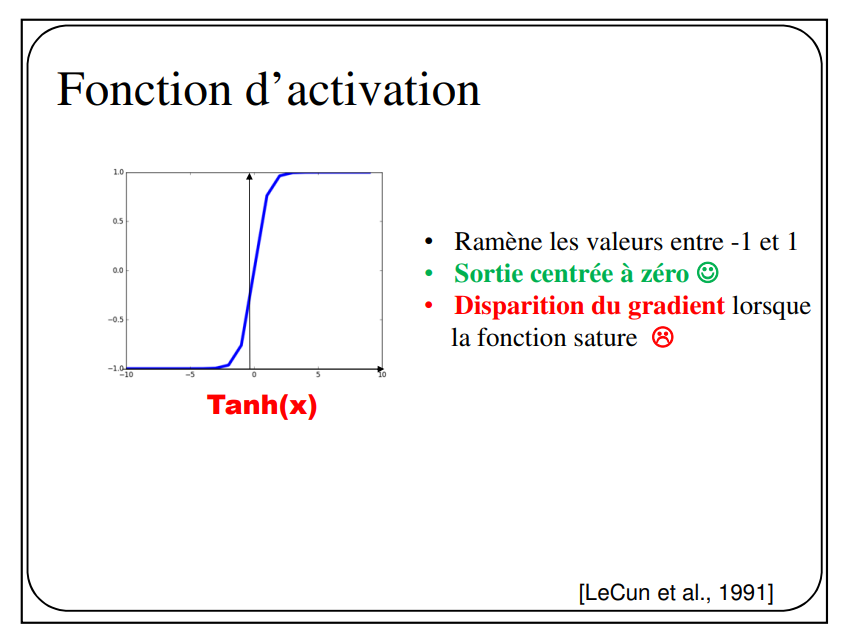 Fonction d’activation
1.0
0.5
0.0
−0.5
−1.0
−10 −5 0 5 10
Tanh(x)
• Ramène les valeurs entre -1 et 1
• Sortie centrée à zéro ☺
• Disparition du gradient lorsque
la fonction sature ☹
[LeCun et al., 1991]